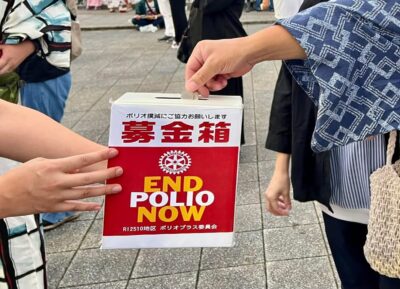 ポリオ撲滅にご協力お願いします
募金箱
END
POLIO
NOW
RI2510地区 ポリオプラス委員会